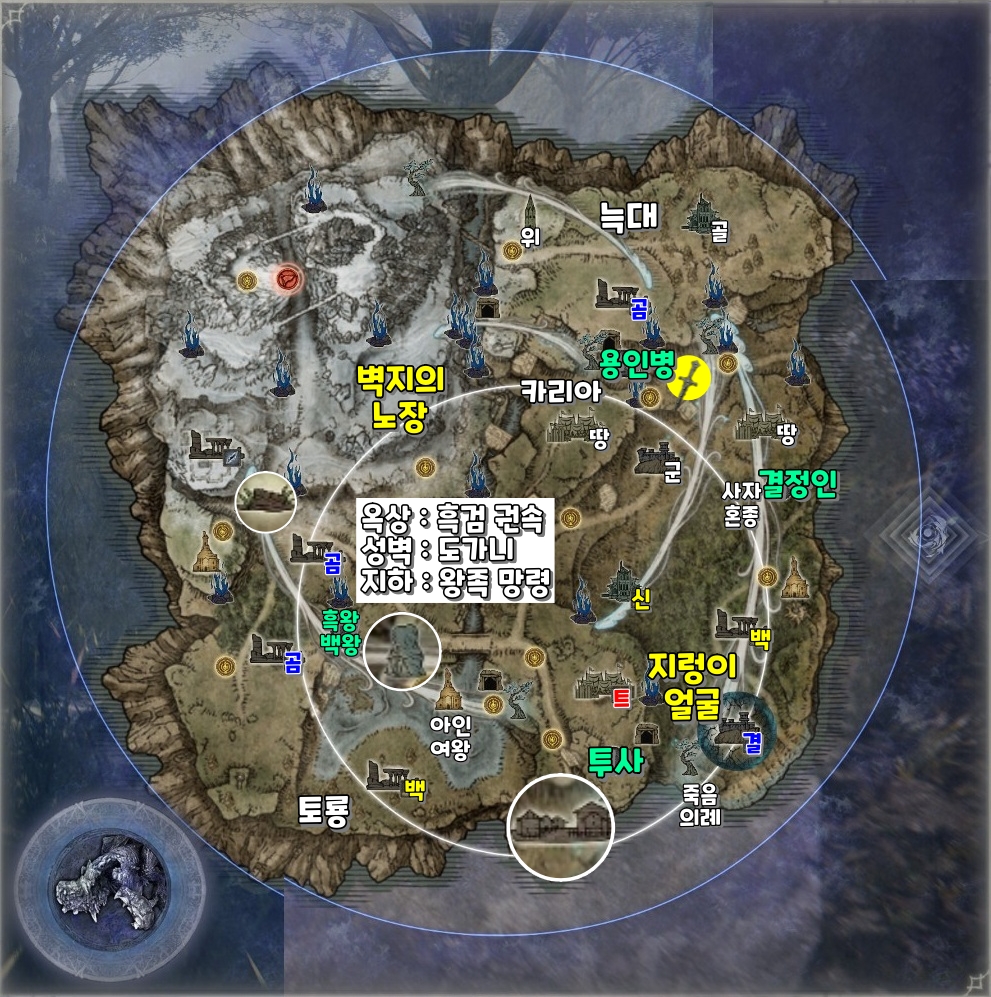 늑대
골
위
곰
용인병
벽지의
노장
카리아
땅
땅
군
사자
혼종
결정인
옥상 : 흑검 권속
성벽 : 도가니
지하 : 왕족 망령
곰
신
흑왕
백왕
백
곰
지렁이
얼굴
트
아인
여왕
결
투사
백
토룡
죽음
의례